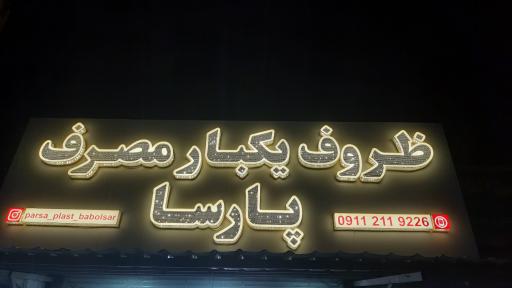 ظروف یکبار مصرف
پارسا
parsa_plast_babolsar
0911 211 9226